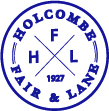 HOLCOMBE
F
H L
1927
FAIR & LANE